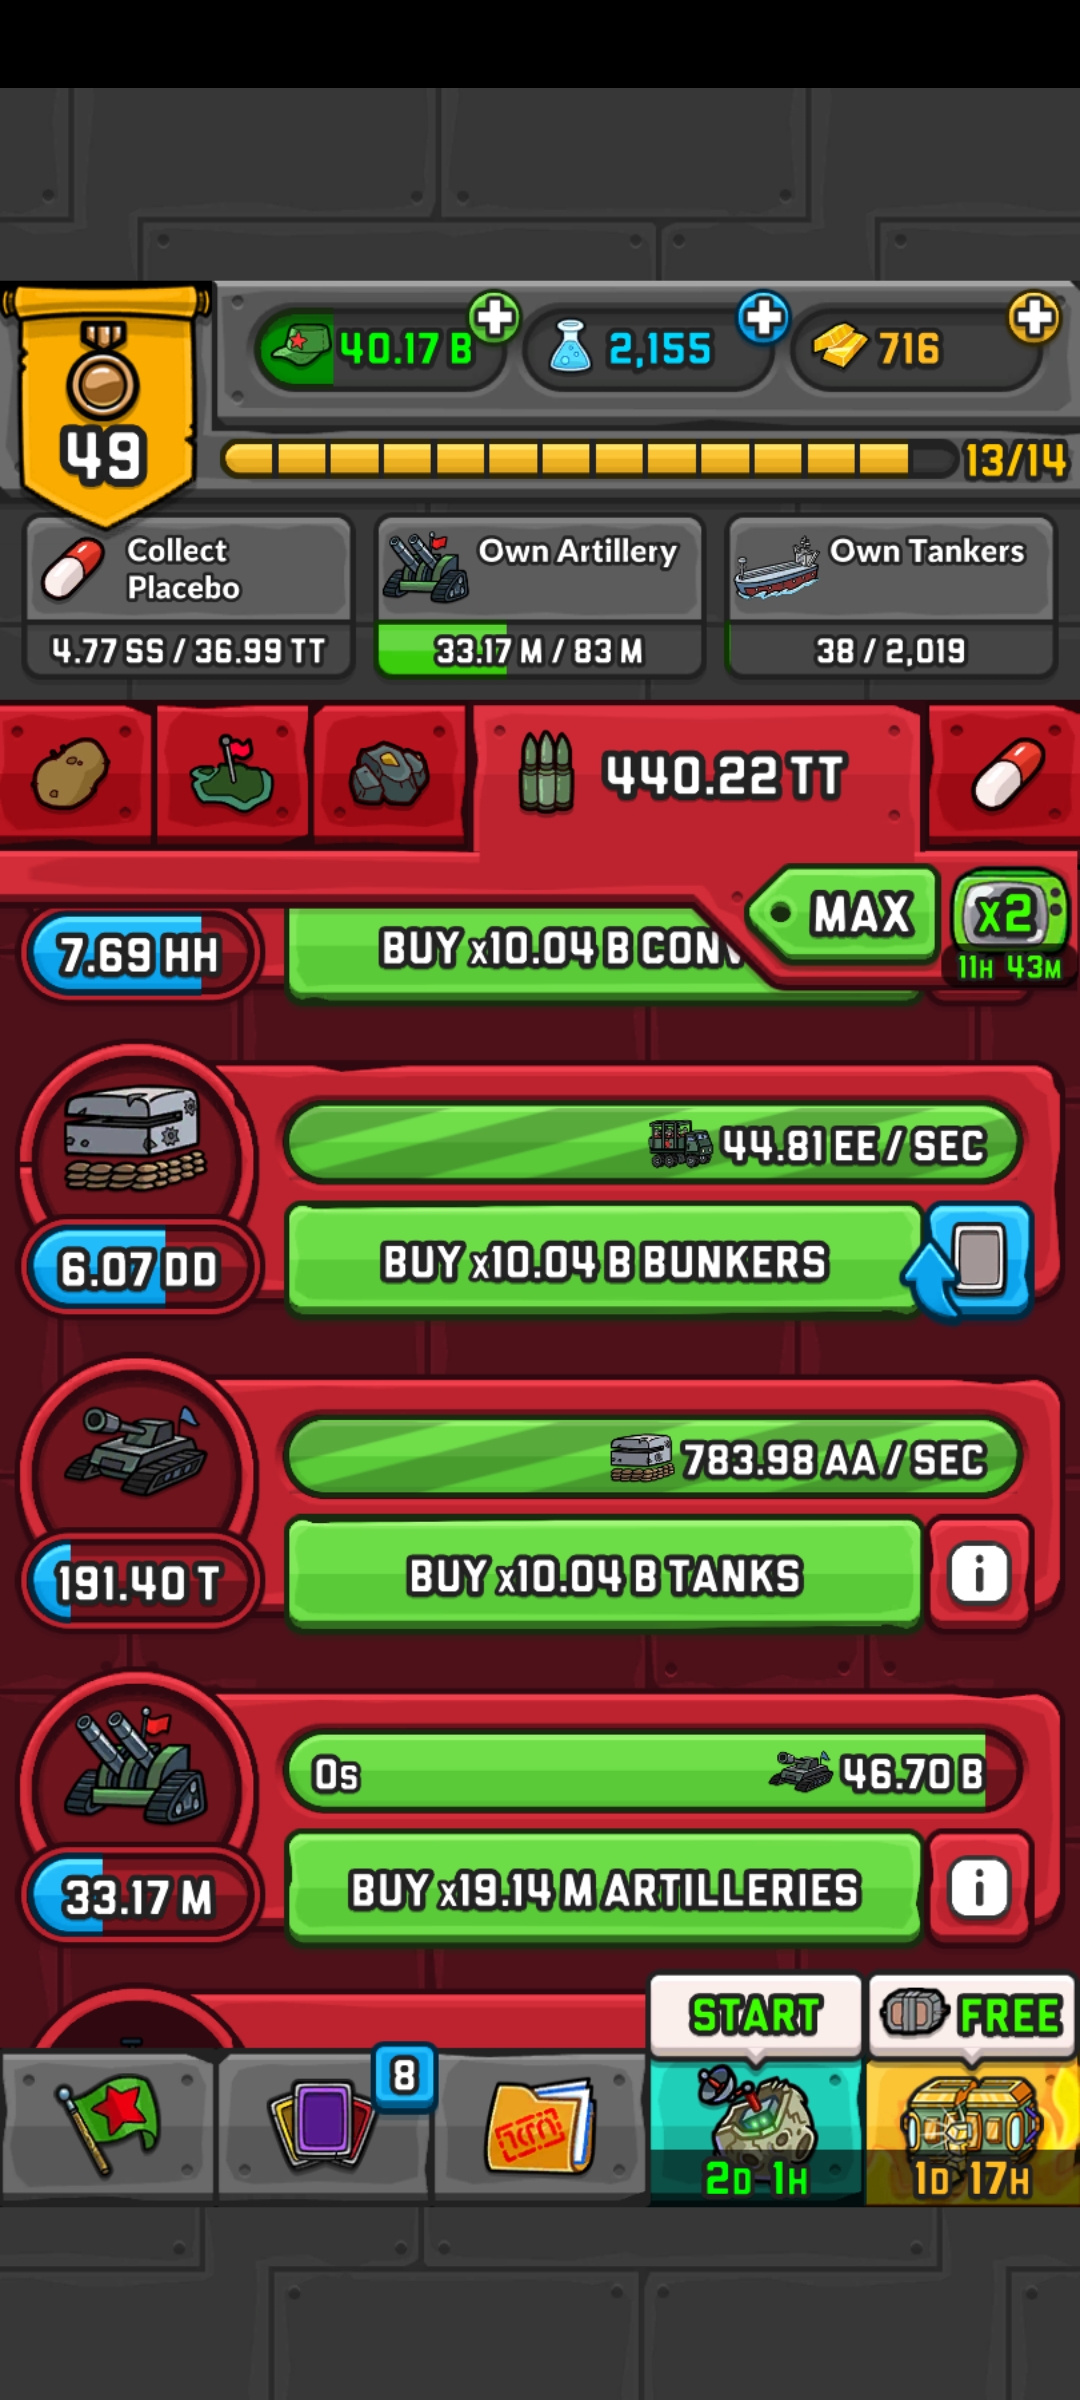 40.17 B
2,155
716
49
13/14
Collect
Placebo
4.77 SS / 36.99 TT
Own Artillery
33.17 M / 83 M
Own Tankers
38 / 2,019
440.22 TT
MAX
x2
11H 43M
7.69 HH
BUY x10.04 B CONV
44.81 EE / SEC
6.07 DD
BUY x10.04 B BUNKERS
783.98 AA / SEC
191.40 T
BUY x10.04 B TANKS
i
0s
46.70 B
33.17 M
BUY x19.14 M ARTILLERIES
i
START
FREE
8
2D 1H
1D 17H